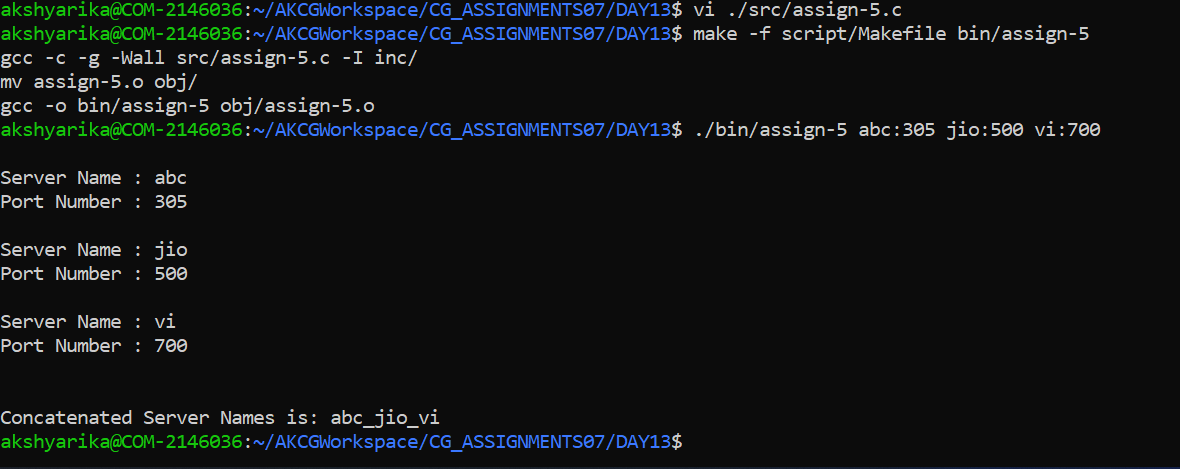 akshyarika@COM-2146036:~/AKCGWorkspace/CG_ASSIGNMENTS07/DAY13$ vi ./src/assign-5.c
akshyarika@COM-2146036:~/AKCGWorkspace/CG_ASSIGNMENTS07/DAY13$ make -f script/Makefile bin/assign-5
gcc -c -g -Wall src/assign-5.c -I inc/
mv assign-5.o obj/
gcc -o bin/assign-5 obj/assign-5.o
akshyarika@COM-2146036:~/AKCGWorkspace/CG_ASSIGNMENTS07/DAY13$ ./bin/assign-5 abc:305 jio:500 vi:700
Server Name : abc
Port Number : 305
Server Name : jio
Port Number : 500
Server Name : vi
Port Number : 700
Concatenated Server Names is: abc_jio_vi
akshyarika@COM-2146036:~/AKCGWorkspace/CG_ASSIGNMENTS07/DAY13$